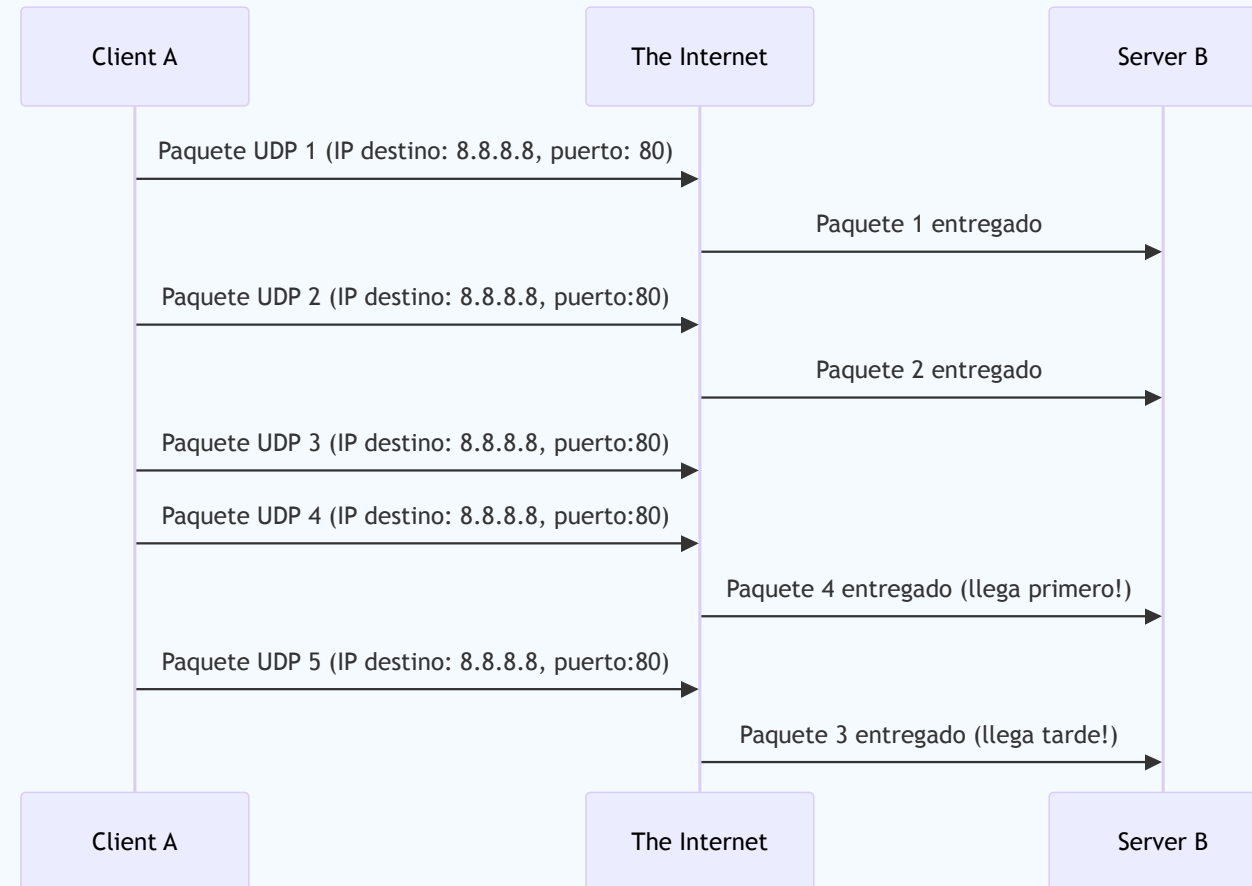 Client A
The Internet
Server B
Paquete UDP 1 (IP destino: 8.8.8.8, puerto: 80)
Paquete 1 entregado
Paquete UDP 2 (IP destino: 8.8.8.8, puerto:80)
Paquete 2 entregado
Paquete UDP 3 (IP destino: 8.8.8.8, puerto:80)
Paquete UDP 4 (IP destino: 8.8.8.8, puerto:80)
Paquete 4 entregado (llega primero!)
Paquete UDP 5 (IP destino: 8.8.8.8, puerto:80)
Paquete 3 entregado (llega tarde!)
Client A
The Internet
Server B